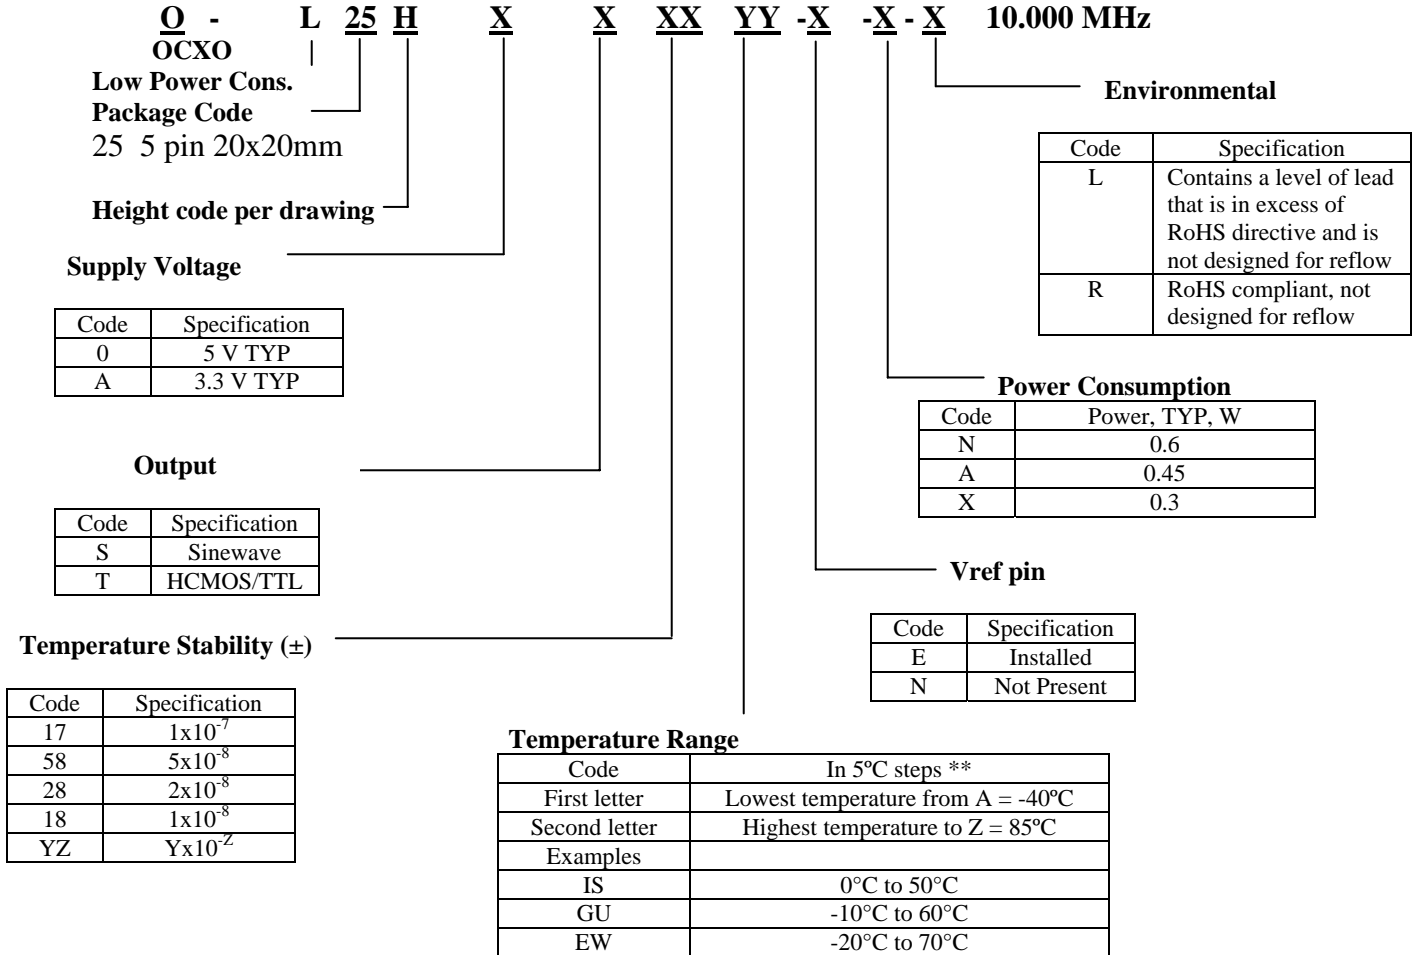 O - L 25 H X X XX YY -X -X - X 10.000 MHz
OCXO
Low Power Cons.
Package Code
25 5 pin 20x20mm
Height code per drawing
Supply Voltage
Code Specification
0 5 V TYP
A 3.3 V TYP
Output
Code Specification
S Sinewave
T HCMOS/TTL
Temperature Stability (±)
Code Specification
17 1x10⁻⁷
58 5x10⁻⁸
28 2x10⁻⁸
18 1x10⁻⁸
YZ Yx10⁻ᶻ
Temperature Range
Code In 5ºC steps **
First letter Lowest temperature from A = -40ºC
Second letter Highest temperature to Z = 85ºC
Examples
IS 0°C to 50°C
GU -10°C to 60°C
EW -20°C to 70°C
Vref pin
Code Specification
E Installed
N Not Present
Power Consumption
Code Power, TYP, W
N 0.6
A 0.45
X 0.3
Environmental
Code Specification
L Contains a level of lead
that is in excess of
RoHS directive and is
not designed for reflow
R RoHS compliant, not
designed for reflow